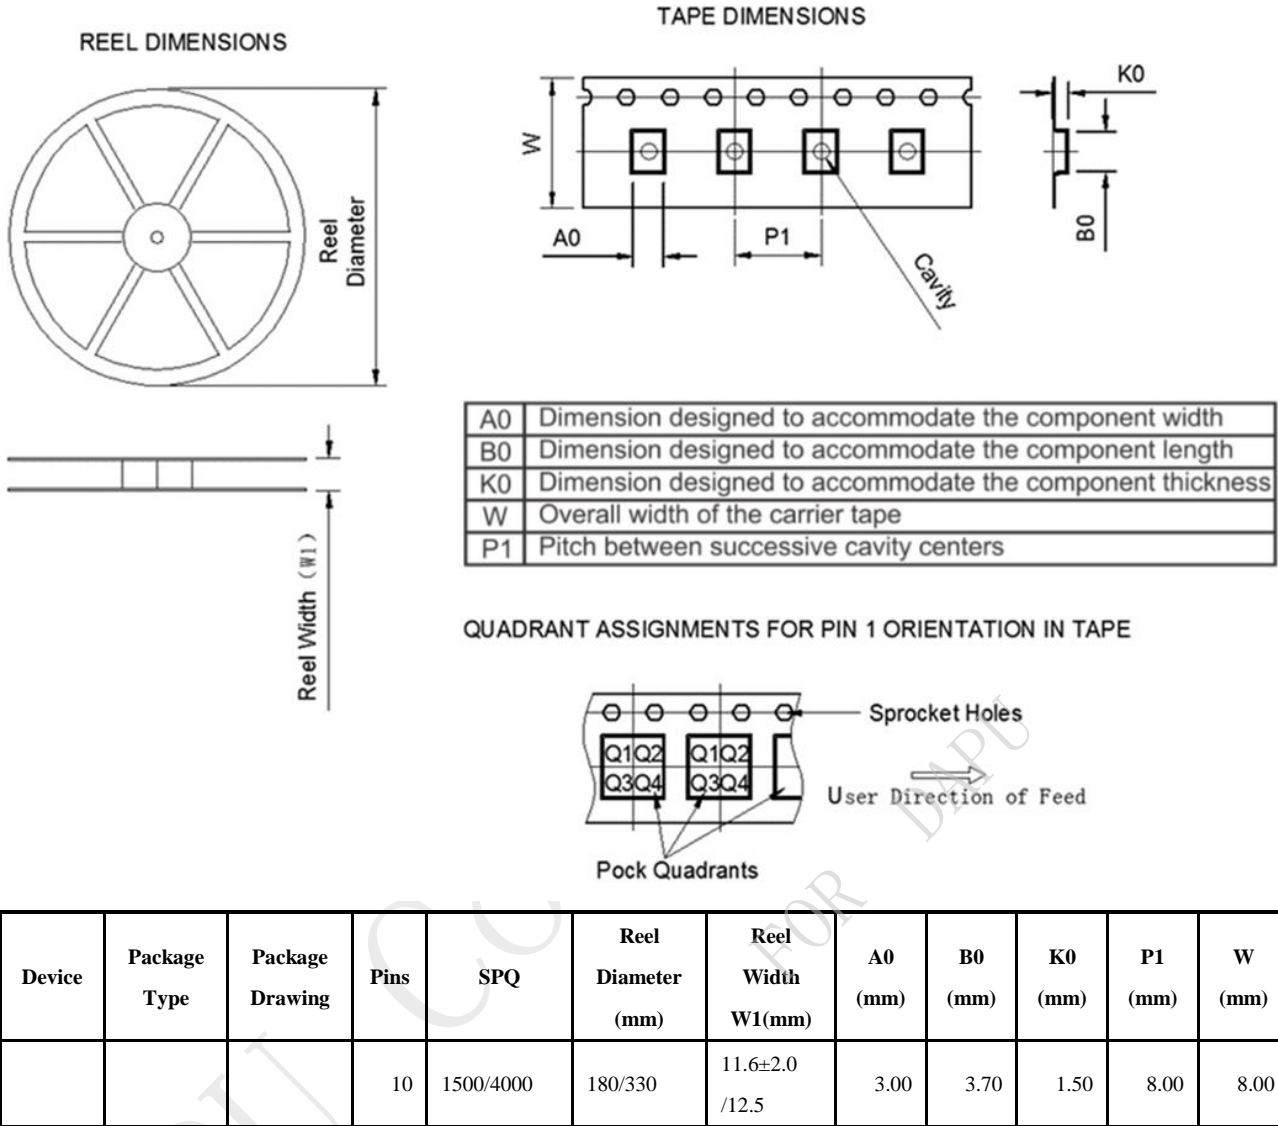 TAPE DIMENSIONS
REEL DIMENSIONS
Reel
Diameter
W
A0
P1
Cavity
K0
B0
Reel Width (W1)
A0 Dimension designed to accommodate the component width
B0 Dimension designed to accommodate the component length
K0 Dimension designed to accommodate the component thickness
W Overall width of the carrier tape
P1 Pitch between successive cavity centers
QUADRANT ASSIGNMENTS FOR PIN 1 ORIENTATION IN TAPE
Sprocket Holes
Q1 Q2 Q1 Q2
Q3 Q4 Q3 Q4
User Direction of Feed
Pock Quadrants
FOR DAPU
Device Package Type Package Drawing Pins SPQ Reel Diameter (mm) Reel Width W1(mm) A0 (mm) B0 (mm) K0 (mm) P1 (mm) W (mm)
10 1500/4000 180/330 11.6±2.0 /12.5 3.00 3.70 1.50 8.00 8.00